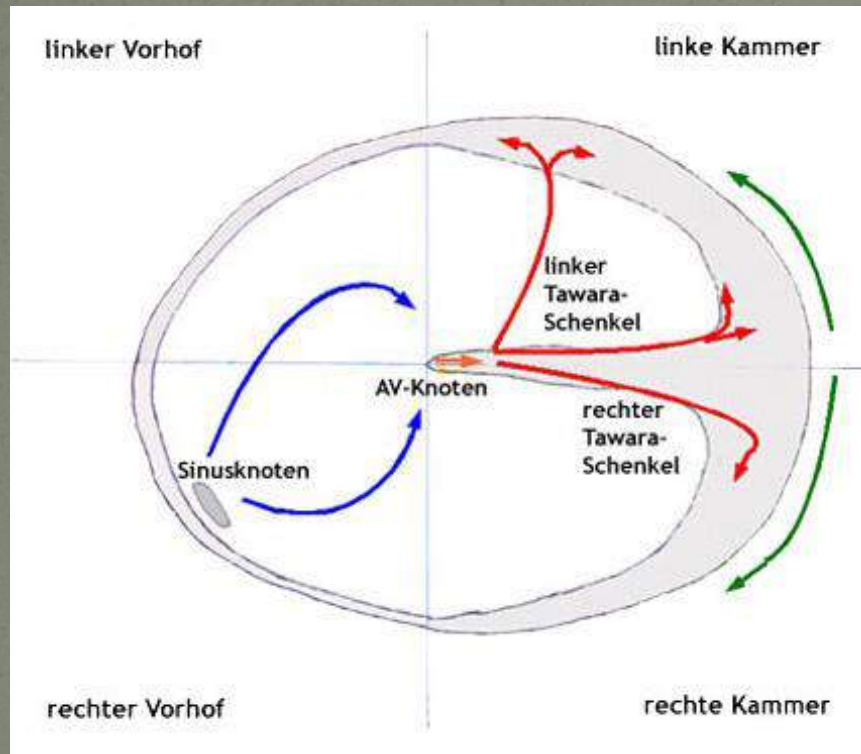 linker Vorhof
linke Kammer
linker
Tawara-
Schenkel
AV-Knoten
rechter
Tawara-
Schenkel
Sinusknoten
rechter Vorhof
rechte Kammer